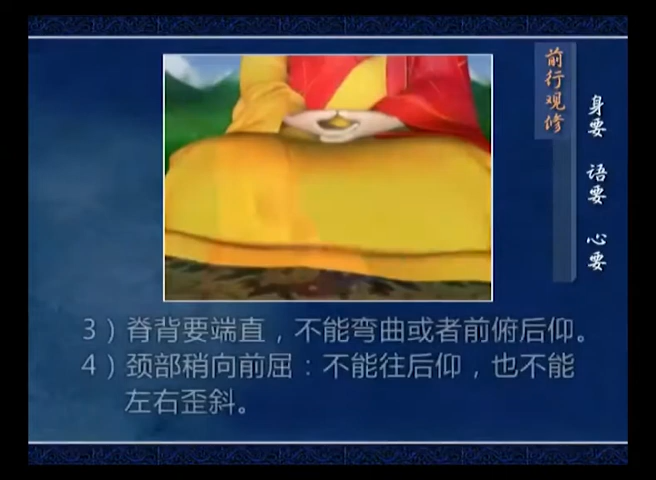 前行观修
身要 语要 心要
3）脊背要端直，不能弯曲或者前俯后仰。
4）颈部稍向前屈：不能往后仰，也不能
左右歪斜。